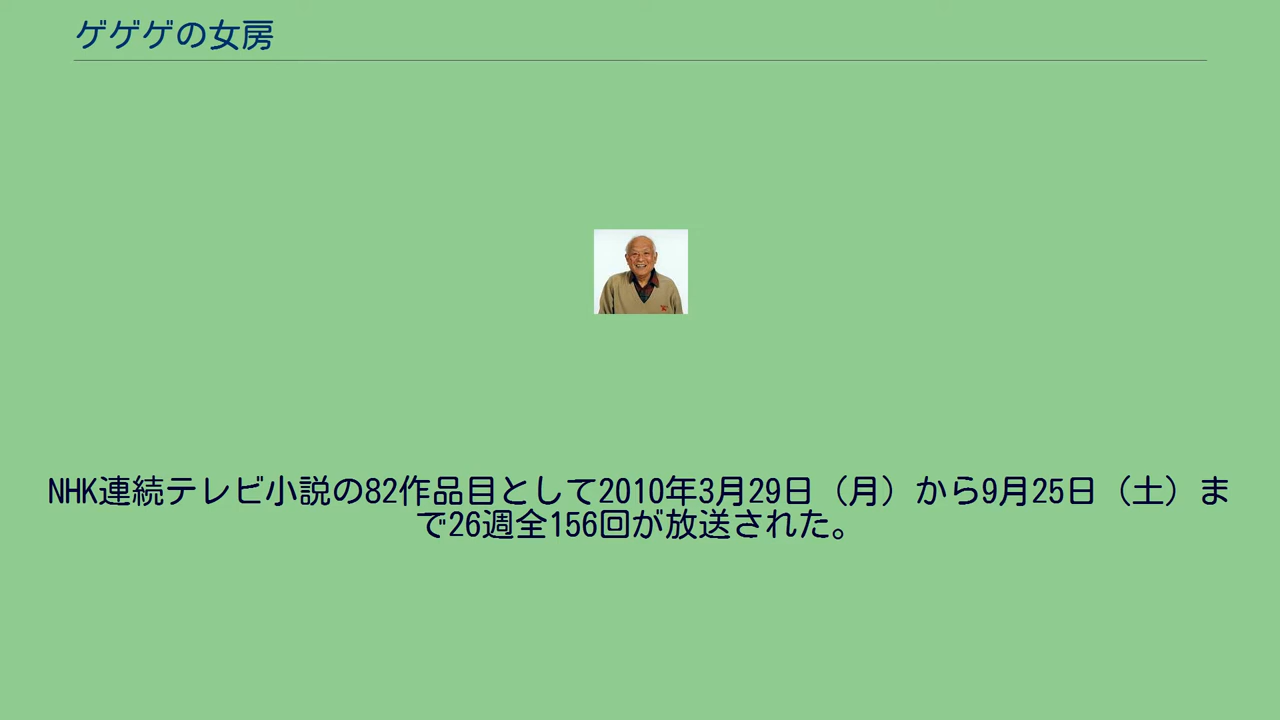 ゲゲゲの女房
NHK連続テレビ小説の82作品目として2010年3月29日（月）から9月25日（土）ま
で26週全156回が放送された。